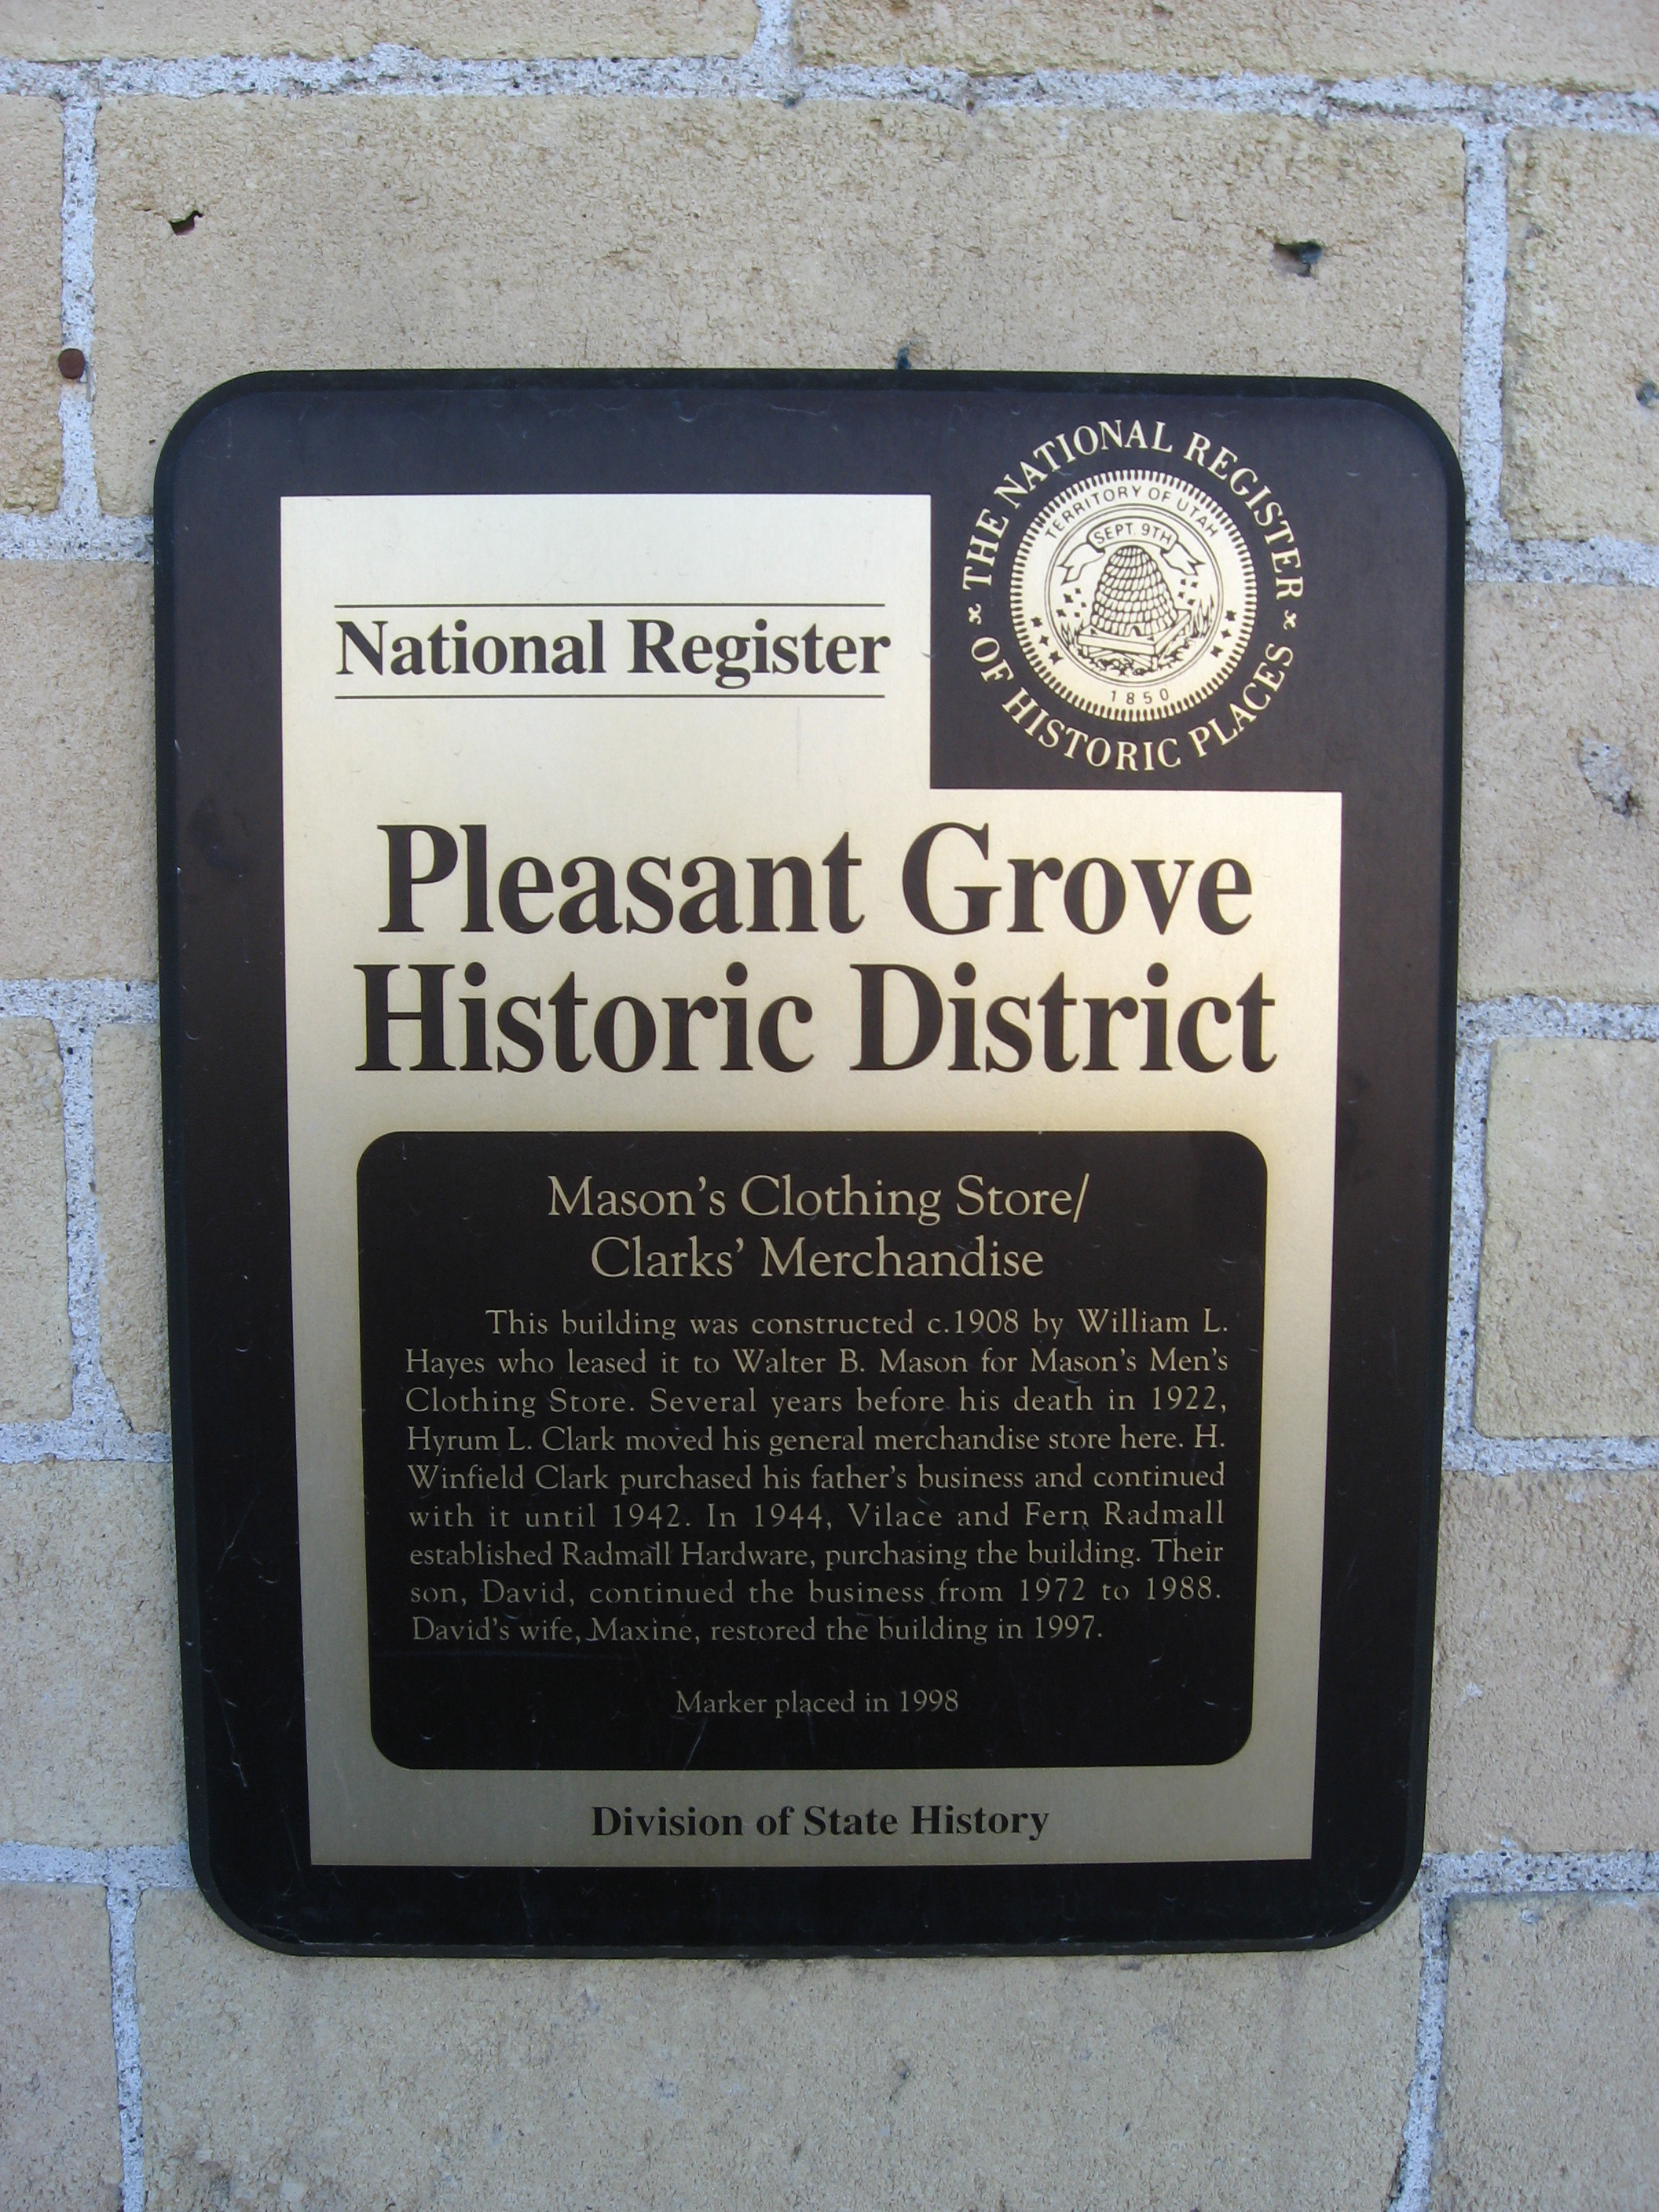 THE NATIONAL REGISTER
OF HISTORIC PLACES
TERRITORY OF UTAH
SEPT 9TH
1850
National Register
Pleasant Grove
Historic District
Mason's Clothing Store/
Clarks' Merchandise
This building was constructed c.1908 by William L.
Hayes who leased it to Walter B. Mason for Mason's Men's
Clothing Store. Several years before his death in 1922,
Hyrum L. Clark moved his general merchandise store here. H.
Winfield Clark purchased his father's business and continued
with it until 1942. In 1944, Vilace and Fern Radmall
established Radmall Hardware, purchasing the building. Their
son, David, continued the business from 1972 to 1988.
David's wife, Maxine, restored the building in 1997.
Marker placed in 1998
Division of State History